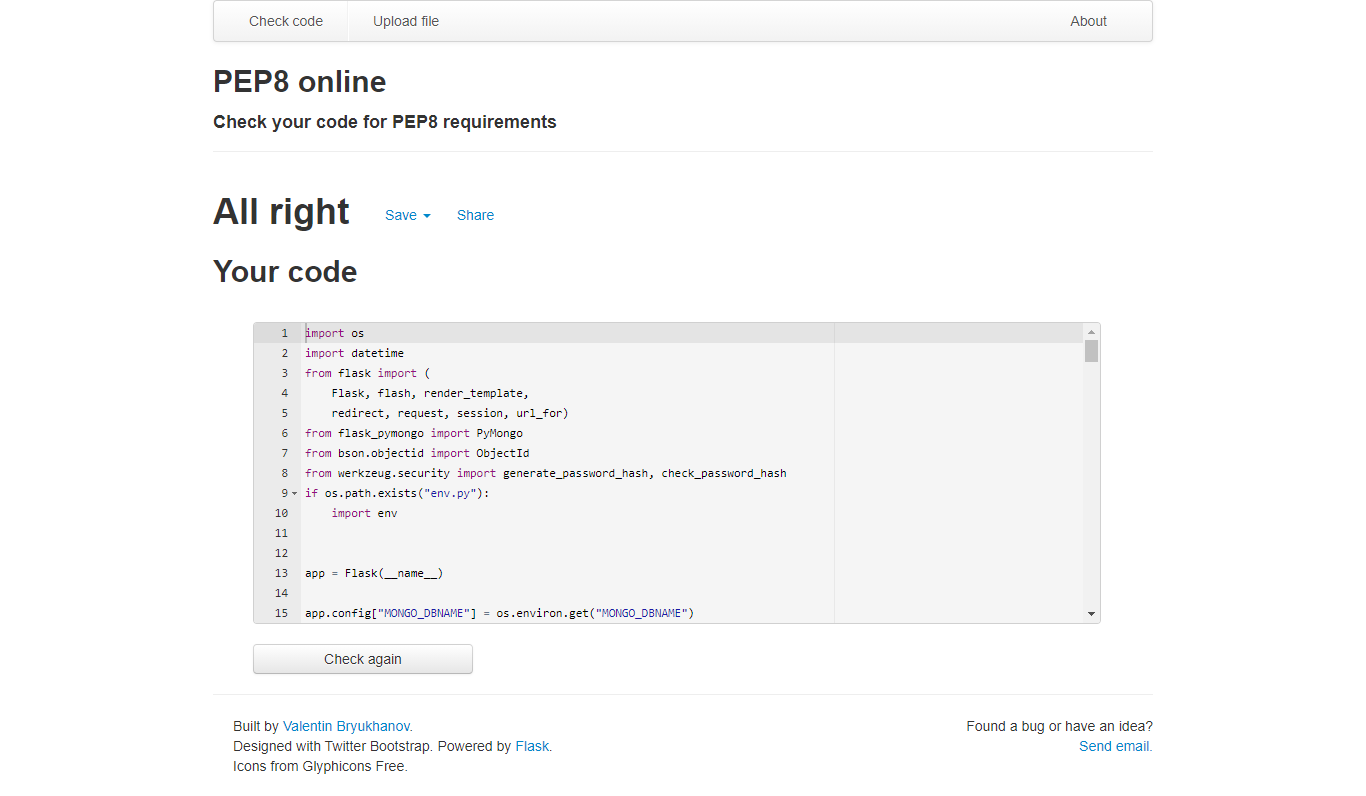 Check code Upload file About
PEP8 online
Check your code for PEP8 requirements
All right Save Share
Your code
1 import os
2 import datetime
3 from flask import (
4     Flask, flash, render_template,
5     redirect, request, session, url_for)
6 from flask_pymongo import PyMongo
7 from bson.objectid import ObjectId
8 from werkzeug.security import generate_password_hash, check_password_hash
9 if os.path.exists("env.py"):
10     import env
11
12
13 app = Flask(__name__)
14
15 app.config["MONGO_DBNAME"] = os.environ.get("MONGO_DBNAME")
Check again
Built by Valentin Bryukhanov.
Designed with Twitter Bootstrap. Powered by Flask.
Icons from Glyphicons Free.
Found a bug or have an idea?
Send email.